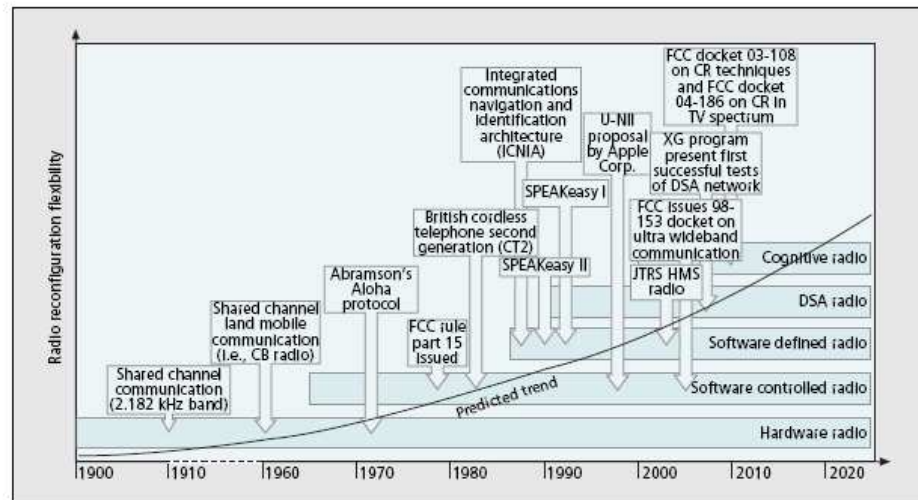 Radio reconfiguration flexibility
FCC docket 03-108
on CR techniques
and FCC docket
04-186 on CR in
TV spectrum
Integrated
communications
navigation and
identification
architecture
(ICNIA)
U-NII
proposal
by Apple
Corp.
XG program
present first
successful tests
of DSA network
SPEAKeasy I
FCC issues 98-
153 docket on
ultra wideband
communication
British cordless
telephone second
generation (CT2)
SPEAKeasy II
Cognitive radio
JTRS HMS
radio
Abramson's
Aloha
protocol
DSA radio
Shared channel
land mobile
communication
(i.e., CB radio)
FCC rule
part 15
issued
Software defined radio
Shared channel
communication
(2.182 kHz band)
Predicted trend
Software controlled radio
Hardware radio
1900 1910 1960 1970 1980 1990 2000 2010 2020